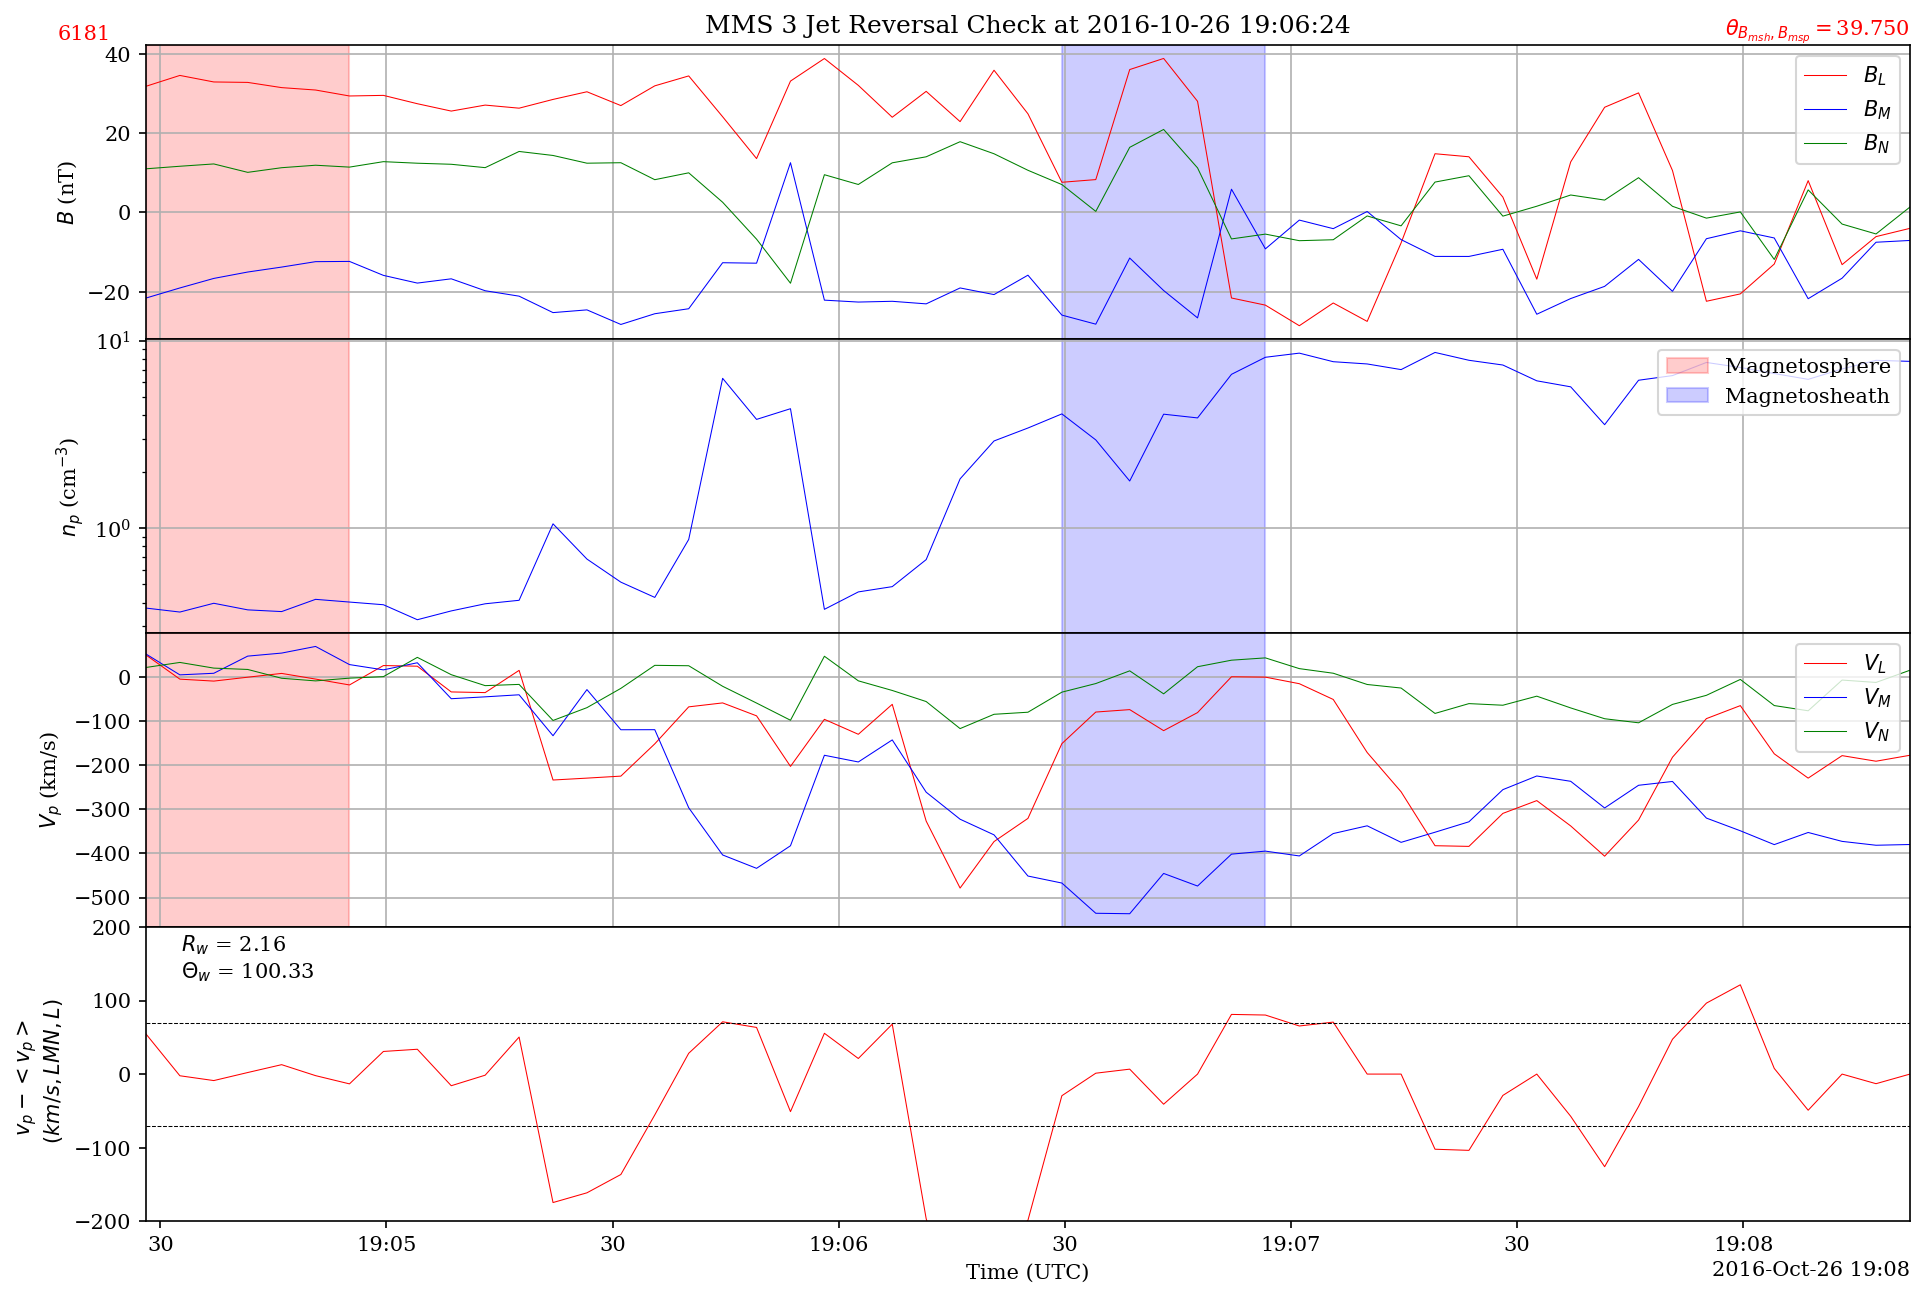 MMS 3 Jet Reversal Check at 2016-10-26 19:06:24
6181
θ_{B_{msh}, B_{msp}} = 39.750
40
20
0
−20
B (nT)
B_L
B_M
B_N
10^1
10^0
n_p (cm^{−3})
Magnetosphere
Magnetosheath
0
−100
−200
−300
−400
−500
V_p (km/s)
V_L
V_M
V_N
200
100
0
−100
−200
v_p − < v_p >
(km/s, LMN, L)
R_w = 2.16
Θ_w = 100.33
30
19:05
30
19:06
30
19:07
30
19:08
Time (UTC)
2016-Oct-26 19:08